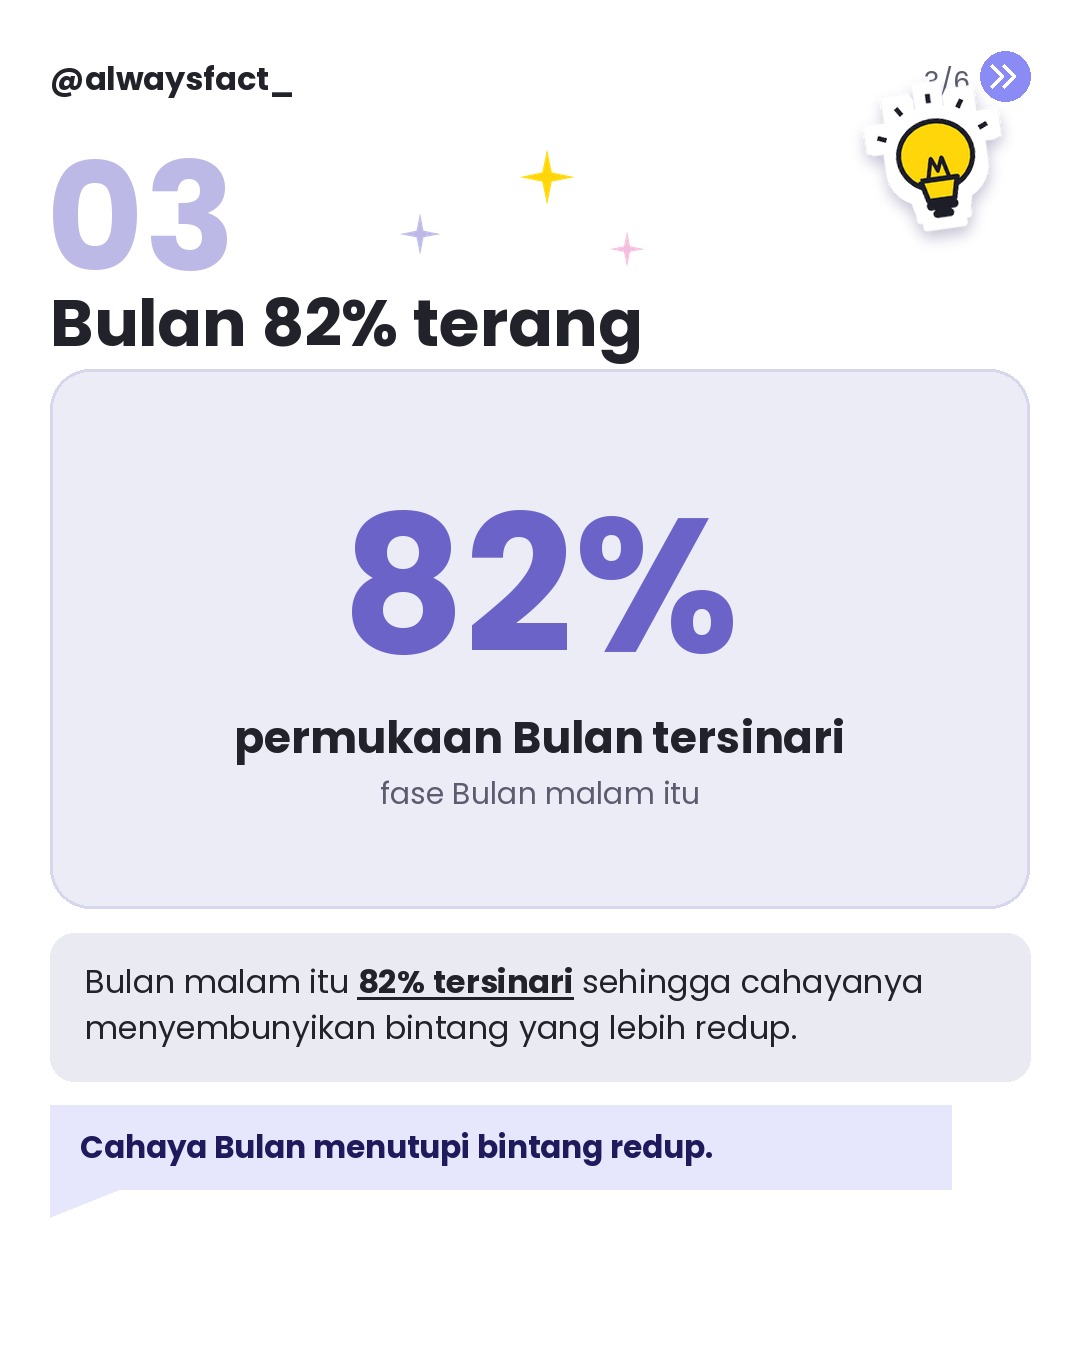 @alwaysfact_
3/6
03
Bulan 82% terang
82%
permukaan Bulan tersinari
fase Bulan malam itu
Bulan malam itu 82% tersinari sehingga cahayanya
menyembunyikan bintang yang lebih redup.
Cahaya Bulan menutupi bintang redup.